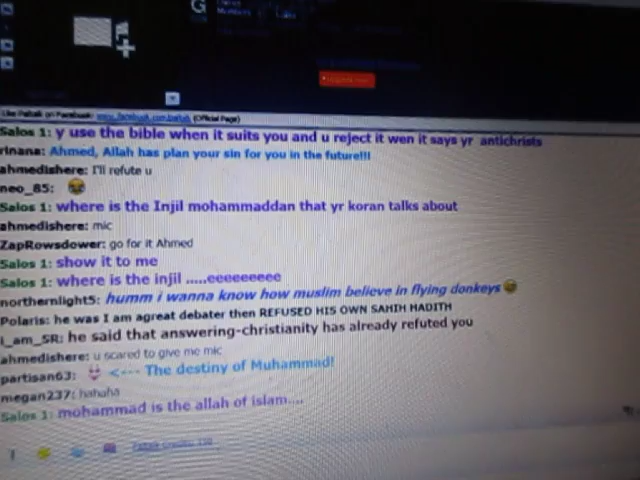 G
Like Paltalk on Facebook: (Official Page)
Salos 1: y use the bible when it suits you and u reject it wen it says yr antichrists
rinana: Ahmed, Allah has plan your sin for you in the future!!!
ahmedishere: I'll refute u
neo_85:
Salos 1: where is the Injil mohammaddan that yr koran talks about
ahmedishere: mic
ZapRowsdower: go for it Ahmed
Salos 1: show it to me
Salos 1: where is the injil .....eeeeeeeee
northernlight5: humm i wanna know how muslim believe in flying donkeys
Polaris: he was I am agreat debater then REFUSED HIS OWN SAHIH HADITH
I_am_SR: he said that answering-christianity has already refuted you
ahmedishere: u scared to give me mic
partisan63: <--- The destiny of Muhammad!
megan237: hahaha
Salos 1: mohammad is the allah of islam....